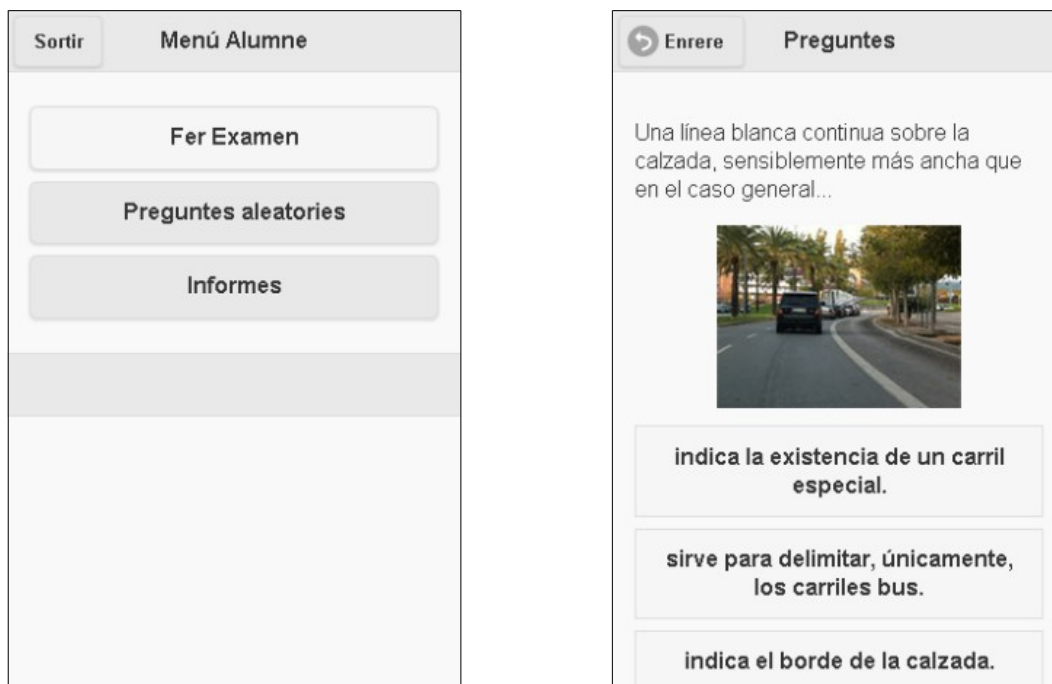 Sortir
Menú Alumne
Fer Examen
Preguntes aleatories
Informes
Enrere
Preguntes
Una línea blanca continua sobre la
calzada, sensiblemente más ancha que
en el caso general...
indica la existencia de un carril
especial.
sirve para delimitar, únicamente,
los carriles bus.
indica el borde de la calzada.